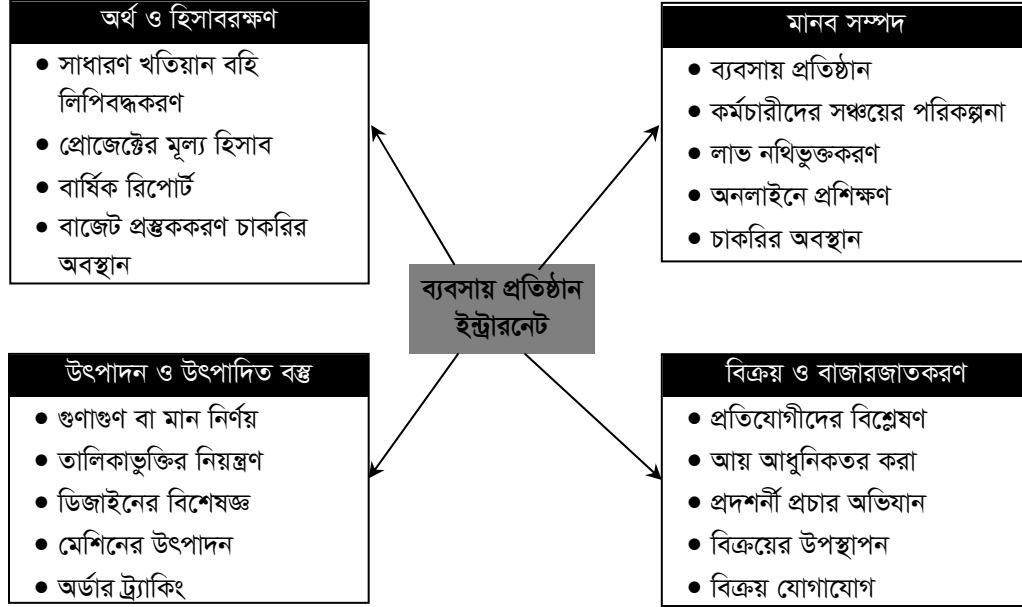 অর্থ ও হিসাবরক্ষণ
● সাধারণ খতিয়ান বহি
লিপিবদ্ধকরণ
● প্রোজেক্টের মূল্য হিসাব
● বার্ষিক রিপোর্ট
● বাজেট প্রস্তুককরণ চাকরির
অবস্থান
মানব সম্পদ
● ব্যবসায় প্রতিষ্ঠান
● কর্মচারীদের সঞ্চয়ের পরিকল্পনা
● লাভ নথিভুক্তকরণ
● অনলাইনে প্রশিক্ষণ
● চাকরির অবস্থান
ব্যবসায় প্রতিষ্ঠান
ইন্ট্রারনেট
উৎপাদন ও উৎপাদিত বস্তু
● গুণাগুণ বা মান নির্ণয়
● তালিকাভুক্তির নিয়ন্ত্রণ
● ডিজাইনের বিশেষজ্ঞ
● মেশিনের উৎপাদন
● অর্ডার ট্র্যাকিং
বিক্রয় ও বাজারজাতকরণ
● প্রতিযোগীদের বিশ্লেষণ
● আয় আধুনিকতর করা
● প্রদশর্নী প্রচার অভিযান
● বিক্রয়ের উপস্থাপন
● বিক্রয় যোগাযোগ